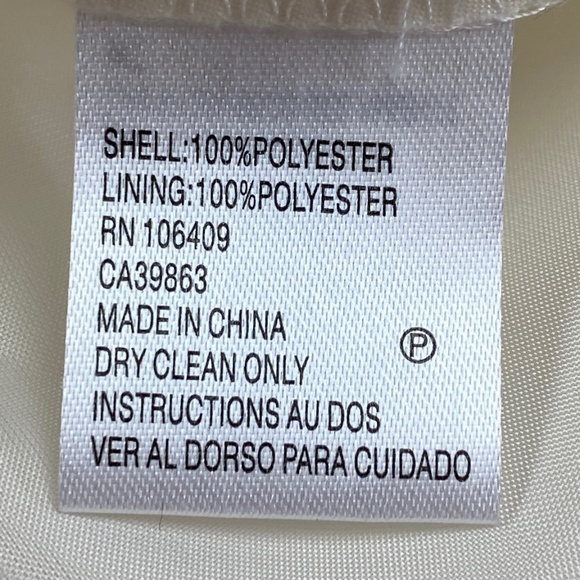 SHELL:100%POLYESTER
LINING:100%POLYESTER
RN 106409
CA39863
MADE IN CHINA
DRY CLEAN ONLY
P
INSTRUCTIONS AU DOS
VER AL DORSO PARA CUIDADO